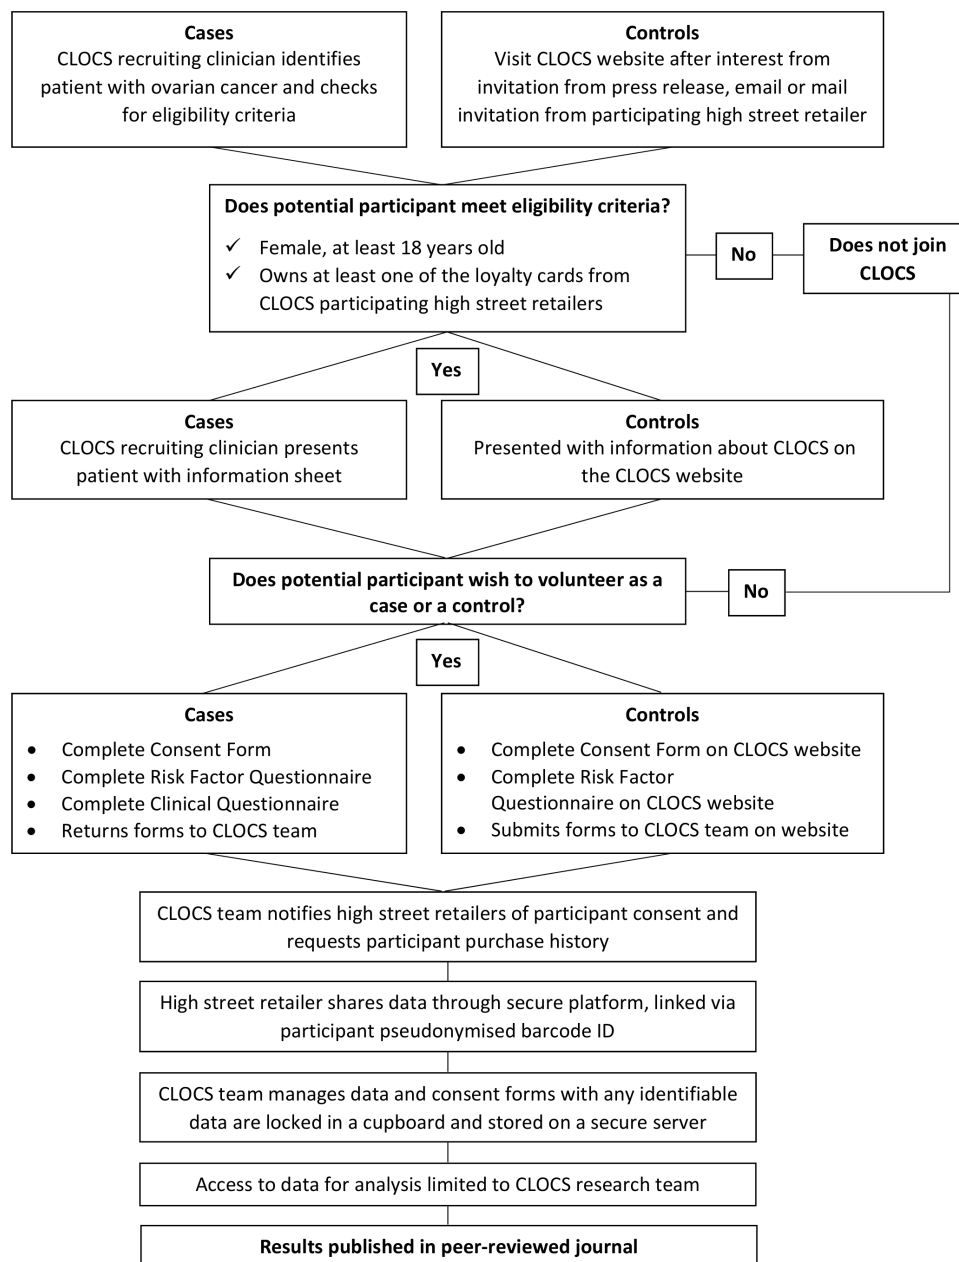 Cases
CLOCS recruiting clinician identifies
patient with ovarian cancer and checks
for eligibility criteria
Controls
Visit CLOCS website after interest from
invitation from press release, email or mail
invitation from participating high street retailer
Does potential participant meet eligibility criteria?
✓ Female, at least 18 years old
✓ Owns at least one of the loyalty cards from
CLOCS participating high street retailers
No
Does not join
CLOCS
Yes
Cases
CLOCS recruiting clinician presents
patient with information sheet
Controls
Presented with information about CLOCS on
the CLOCS website
Does potential participant wish to volunteer as a
case or a control?
No
Yes
Cases
• Complete Consent Form
• Complete Risk Factor Questionnaire
• Complete Clinical Questionnaire
• Returns forms to CLOCS team
Controls
• Complete Consent Form on CLOCS website
• Complete Risk Factor
Questionnaire on CLOCS website
• Submits forms to CLOCS team on website
CLOCS team notifies high street retailers of participant consent and
requests participant purchase history
High street retailer shares data through secure platform, linked via
participant pseudonymised barcode ID
CLOCS team manages data and consent forms with any identifiable
data are locked in a cupboard and stored on a secure server
Access to data for analysis limited to CLOCS research team
Results published in peer-reviewed journal